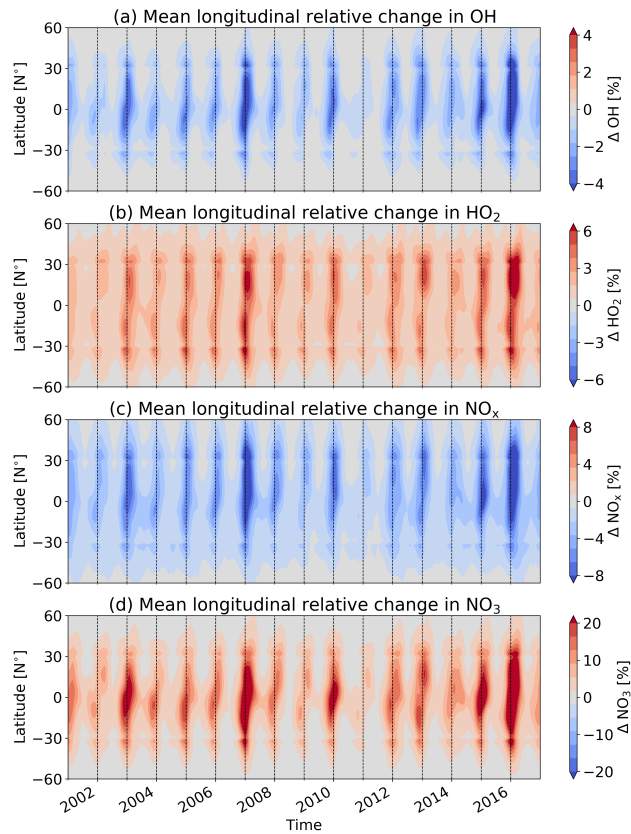 (a) Mean longitudinal relative change in OH
60
30
0
−30
−60
Latitude [N°]
4
2
0
−2
−4
Δ OH [%]
(b) Mean longitudinal relative change in HO₂
60
30
0
−30
−60
Latitude [N°]
6
3
0
−3
−6
Δ HO₂ [%]
(c) Mean longitudinal relative change in NOₓ
60
30
0
−30
−60
Latitude [N°]
8
4
0
−4
−8
Δ NOₓ [%]
(d) Mean longitudinal relative change in NO₃
60
30
0
−30
−60
Latitude [N°]
20
10
0
−10
−20
Δ NO₃ [%]
2002 2004 2006 2008 2010 2012 2014 2016
Time